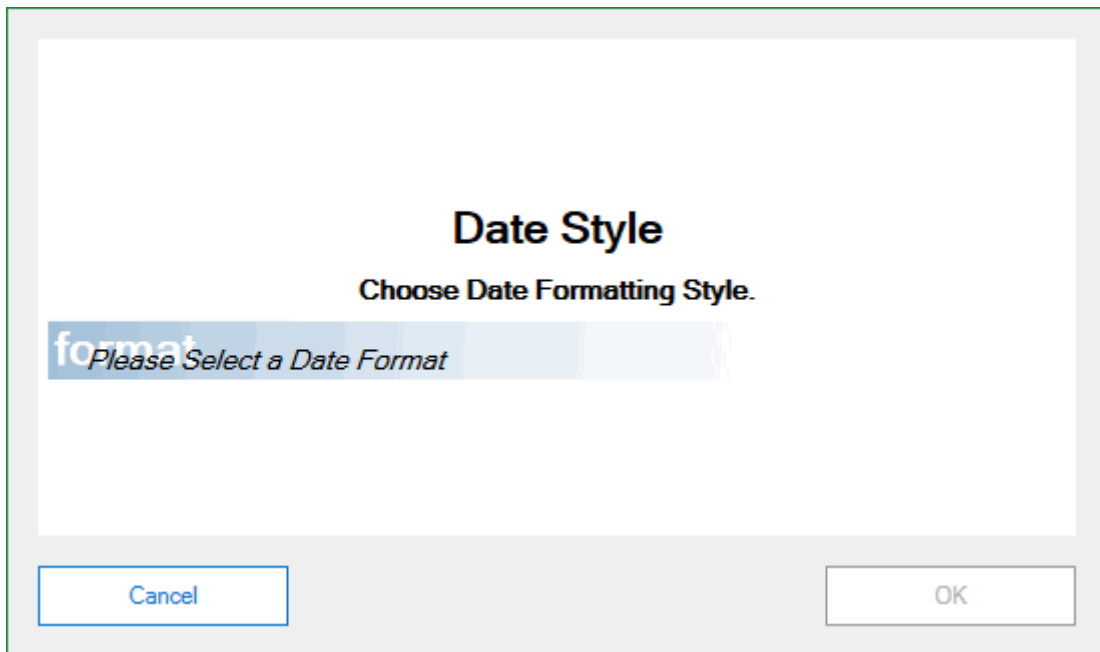 Date Style
Choose Date Formatting Style.
format
Please Select a Date Format
Cancel
OK